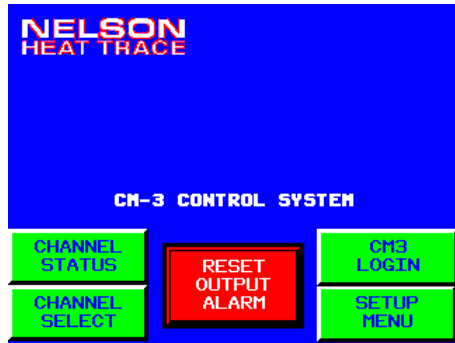 NELSON
HEAT TRACE
CM-3 CONTROL SYSTEM
CHANNEL
STATUS
RESET
OUTPUT
ALARM
CM3
LOGIN
CHANNEL
SELECT
SETUP
MENU